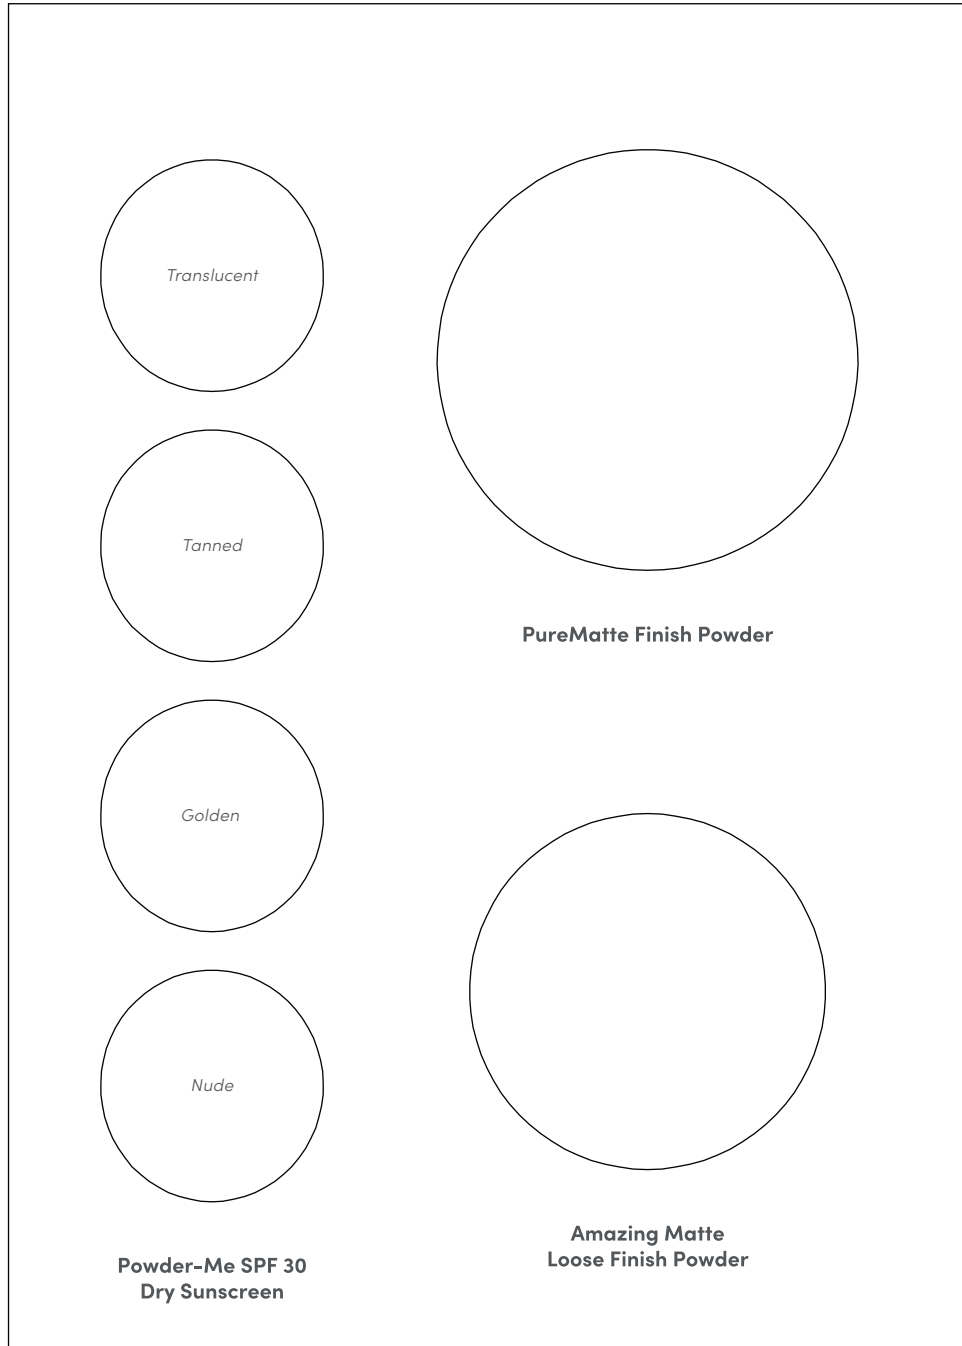 Translucent
Tanned
Golden
Nude
Powder-Me SPF 30
Dry Sunscreen
PureMatte Finish Powder
Amazing Matte
Loose Finish Powder